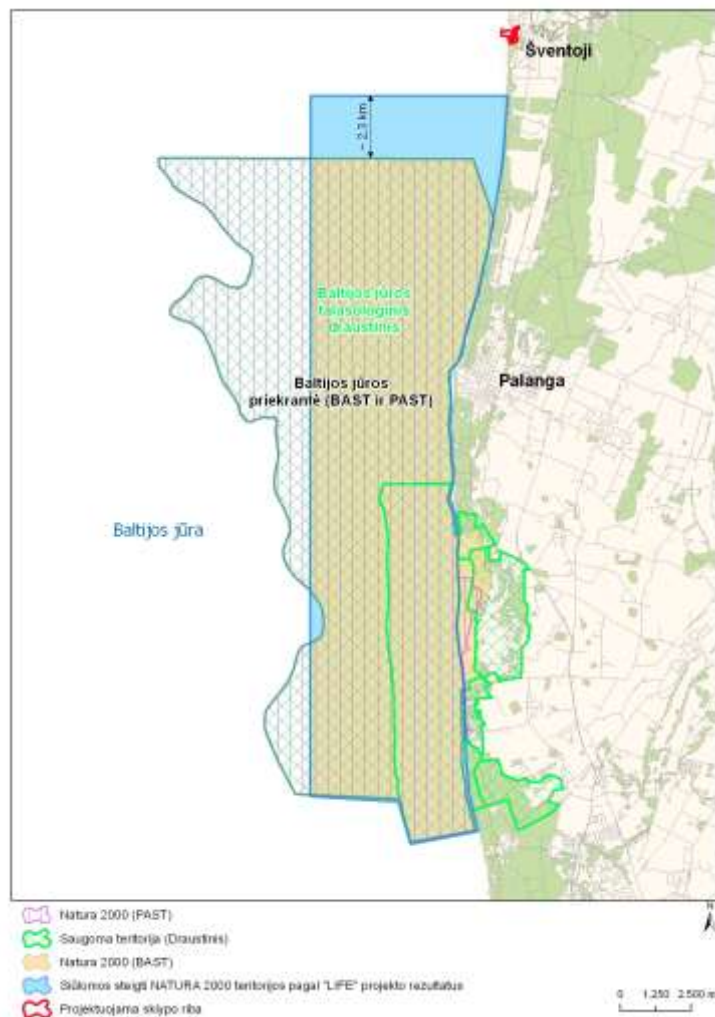 Šventoji
~ 2,3 km
Baltijos jūros
talasologinis
draustinis
Baltijos jūros
priekrantė (BAST ir PAST)
Palanga
Baltijos jūra
Natura 2000 (PAST)
Saugoma teritorija (Draustinis)
Natura 2000 (BAST)
Siūlomos steigti NATURA 2000 teritorijos pagal "LIFE" projekto rezultatus
Projektuojama sklypo riba
N
0 1.250 2.500 m